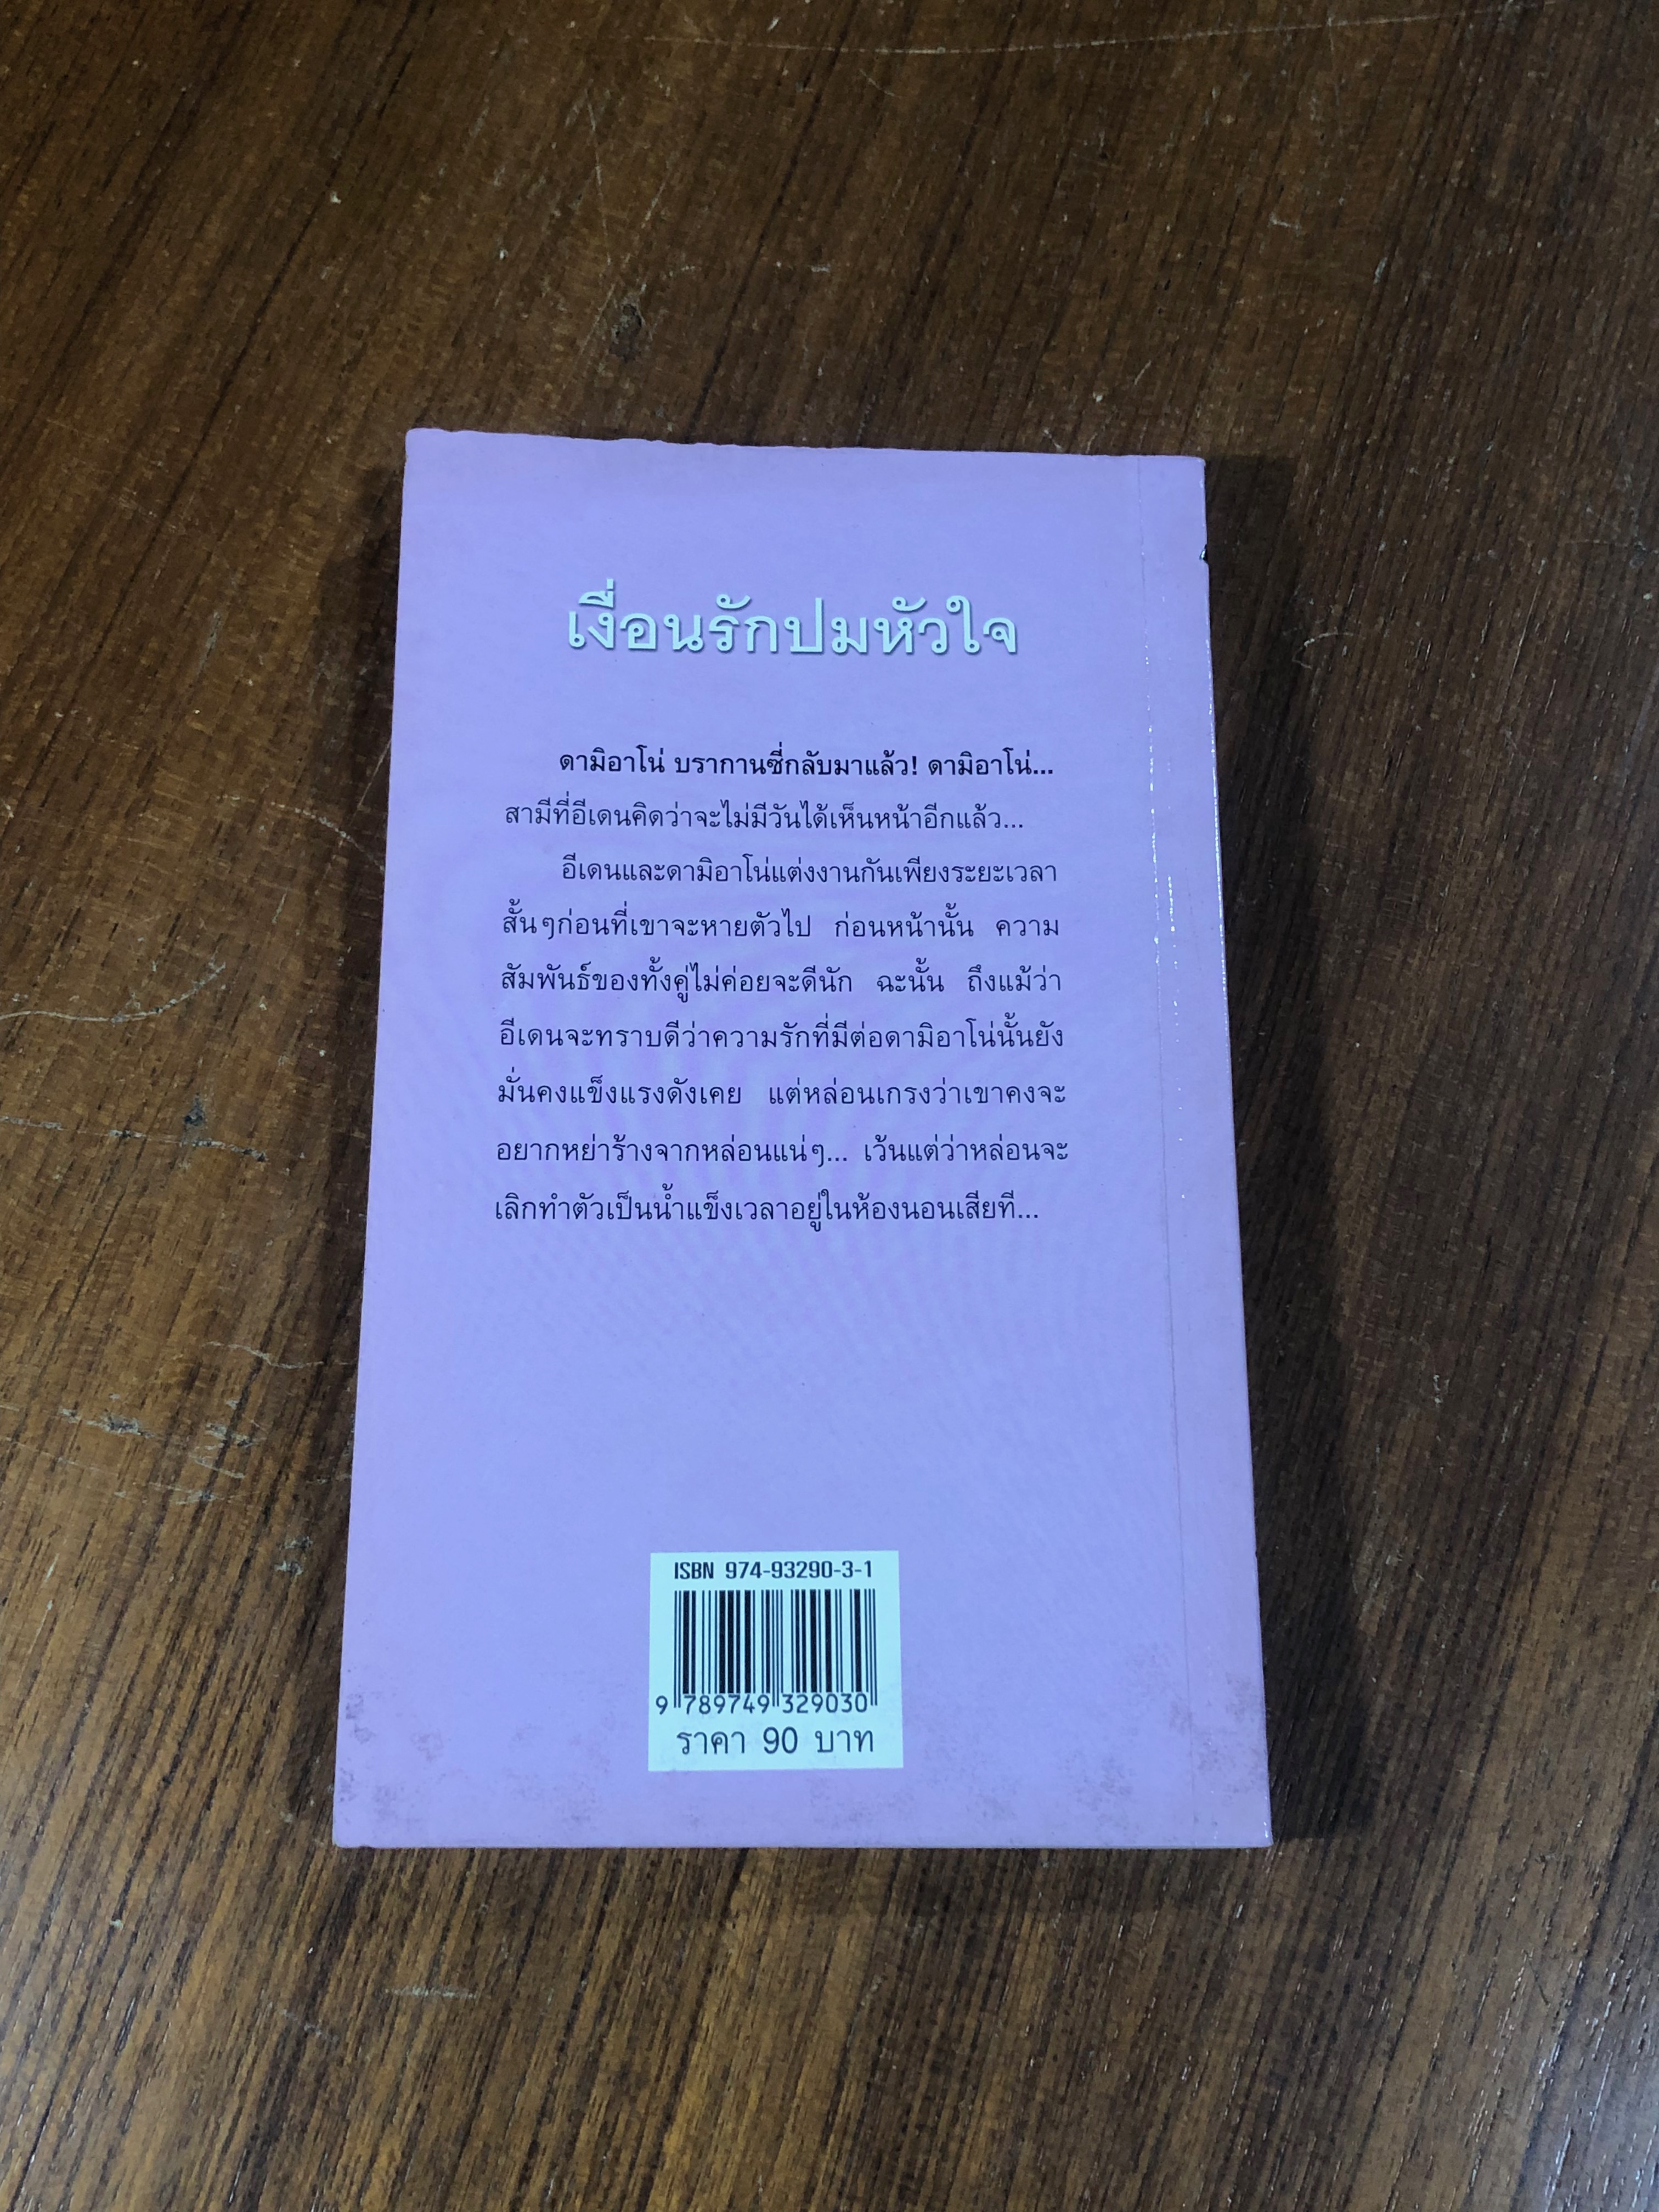 เงื่อนรักปมหัวใจ
ดามิอาโน่ บรากานซี่กลับมาแล้ว! ดามิอาโน่...
สามีที่อีเดนคิดว่าจะไม่มีวันได้เห็นหน้าอีกแล้ว...
อีเดนและดามิอาโน่แต่งงานกันเพียงระยะเวลา
สั้นๆก่อนที่เขาจะหายตัวไป ก่อนหน้านั้น ความ
สัมพันธ์ของทั้งคู่ไม่ค่อยจะดีนัก ฉะนั้น ถึงแม้ว่า
อีเดนจะทราบดีว่าความรักที่มีต่อดามิอาโน่นั้นยัง
มั่นคงแข็งแรงดังเคย แต่หล่อนเกรงว่าเขาคงจะ
อยากหย่าร้างจากหล่อนแน่ๆ... เว้นแต่ว่าหล่อนจะ
เลิกทำตัวเป็นน้ำแข็งเวลาอยู่ในห้องนอนเสียที...
ISBN 974-93290-3-1
9 789749 329030
ราคา 90 บาท